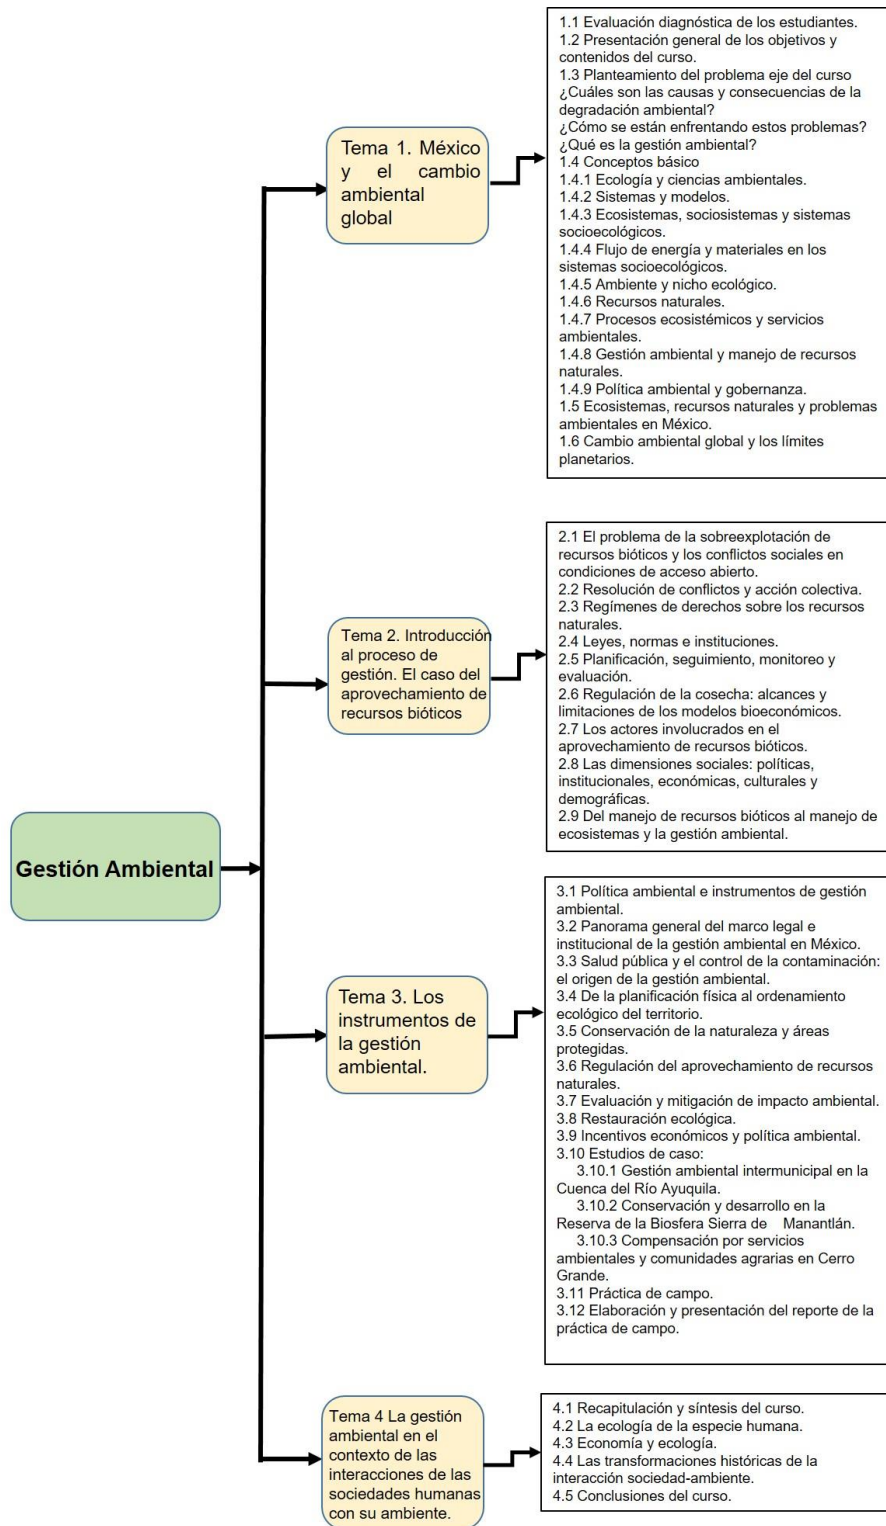 1.1 Evaluación diagnóstica de los estudiantes.
1.2 Presentación general de los objetivos y
contenidos del curso.
1.3 Planteamiento del problema eje del curso
¿Cuáles son las causas y consecuencias de la
degradación ambiental?
¿Cómo se están enfrentando estos problemas?
¿Qué es la gestión ambiental?
1.4 Conceptos básico
1.4.1 Ecología y ciencias ambientales.
1.4.2 Sistemas y modelos.
1.4.3 Ecosistemas, sociosistemas y sistemas
socioecológicos.
1.4.4 Flujo de energía y materiales en los
sistemas socioecológicos.
1.4.5 Ambiente y nicho ecológico.
1.4.6 Recursos naturales.
1.4.7 Procesos ecosistémicos y servicios
ambientales.
1.4.8 Gestión ambiental y manejo de recursos
naturales.
1.4.9 Política ambiental y gobernanza.
1.5 Ecosistemas, recursos naturales y problemas
ambientales en México.
1.6 Cambio ambiental global y los límites
planetarios.
Tema 1. México
y el cambio
ambiental
global
2.1 El problema de la sobreexplotación de
recursos bióticos y los conflictos sociales en
condiciones de acceso abierto.
2.2 Resolución de conflictos y acción colectiva.
2.3 Regímenes de derechos sobre los recursos
naturales.
2.4 Leyes, normas e instituciones.
2.5 Planificación, seguimiento, monitoreo y
evaluación.
2.6 Regulación de la cosecha: alcances y
limitaciones de los modelos bioeconómicos.
2.7 Los actores involucrados en el
aprovechamiento de recursos bióticos.
2.8 Las dimensiones sociales: políticas,
institucionales, económicas, culturales y
demográficas.
2.9 Del manejo de recursos bióticos al manejo de
ecosistemas y la gestión ambiental.
Tema 2. Introducción
al proceso de
gestión. El caso del
aprovechamiento de
recursos bióticos
Gestión Ambiental
3.1 Política ambiental e instrumentos de gestión
ambiental.
3.2 Panorama general del marco legal e
institucional de la gestión ambiental en México.
3.3 Salud pública y el control de la contaminación:
el origen de la gestión ambiental.
3.4 De la planificación física al ordenamiento
ecológico del territorio.
3.5 Conservación de la naturaleza y áreas
protegidas.
3.6 Regulación del aprovechamiento de recursos
naturales.
3.7 Evaluación y mitigación de impacto ambiental.
3.8 Restauración ecológica.
3.9 Incentivos económicos y política ambiental.
3.10 Estudios de caso:
3.10.1 Gestión ambiental intermunicipal en la
Cuenca del Río Ayuquila.
3.10.2 Conservación y desarrollo en la
Reserva de la Biosfera Sierra de Manantlán.
3.10.3 Compensación por servicios
ambientales y comunidades agrarias en Cerro
Grande.
3.11 Práctica de campo.
3.12 Elaboración y presentación del reporte de la
práctica de campo.
Tema 3. Los
instrumentos de
la gestión
ambiental.
Tema 4 La gestión
ambiental en el
contexto de las
interacciones de las
sociedades humanas
con su ambiente.
4.1 Recapitulación y síntesis del curso.
4.2 La ecología de la especie humana.
4.3 Economía y ecología.
4.4 Las transformaciones históricas de la
interacción sociedad-ambiente.
4.5 Conclusiones del curso.